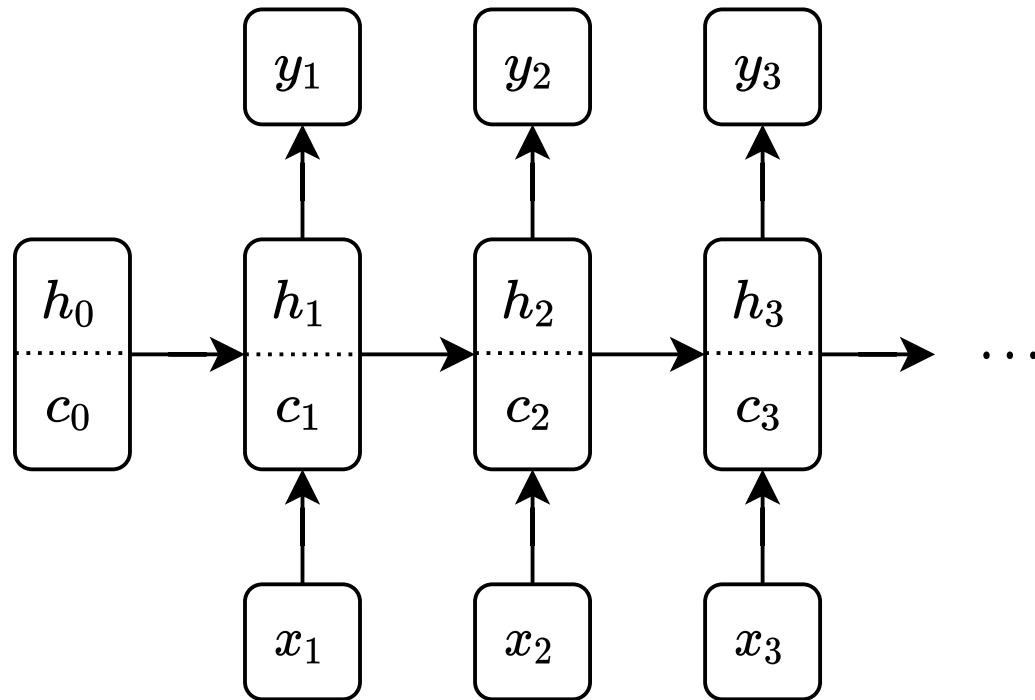 y₁ y₂ y₃
h₀ h₁ h₂ h₃ ...
c₀ c₁ c₂ c₃
x₁ x₂ x₃